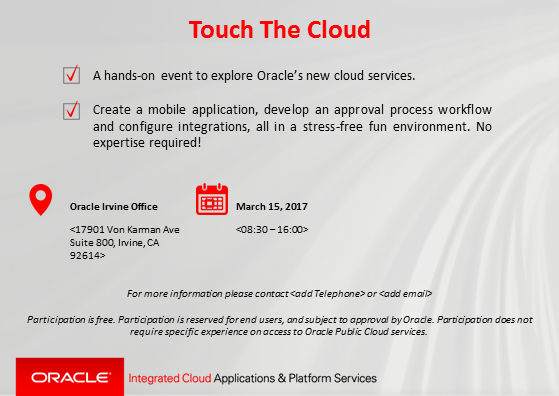 Touch The Cloud
A hands-on event to explore Oracle's new cloud services.
Create a mobile application, develop an approval process workflow
and configure integrations, all in a stress-free fun environment. No
expertise required!
Oracle Irvine Office
<17901 Von Karman Ave
Suite 800, Irvine, CA
92614>
March 15, 2017
<08:30 – 16:00>
For more information please contact <add Telephone> or <add email>
Participation is free. Participation is reserved for end users, and subject to approval by Oracle. Participation does not
require specific experience on access to Oracle Public Cloud services.
ORACLE® Integrated Cloud Applications & Platform Services